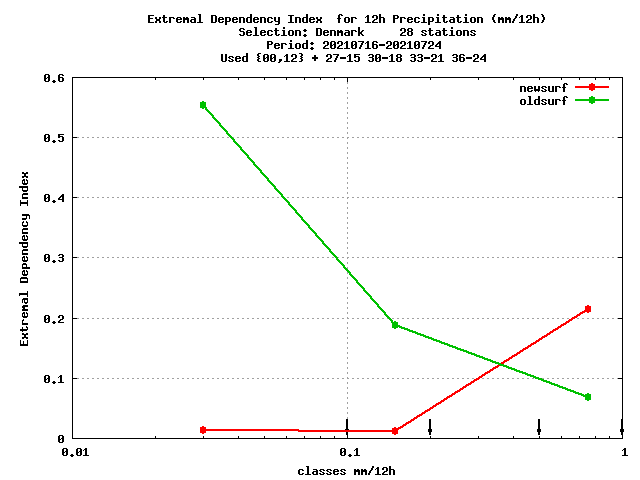 Extremal Dependency Index  for 12h Precipitation (mm/12h)
Selection: Denmark     28 stations
Period: 20210716-20210724
Used {00,12} + 27-15 30-18 33-21 36-24
newsurf
oldsurf
0.6
0.5
0.4
0.3
0.2
0.1
0
Extremal Dependency Index
0.01
0.1
1
classes mm/12h